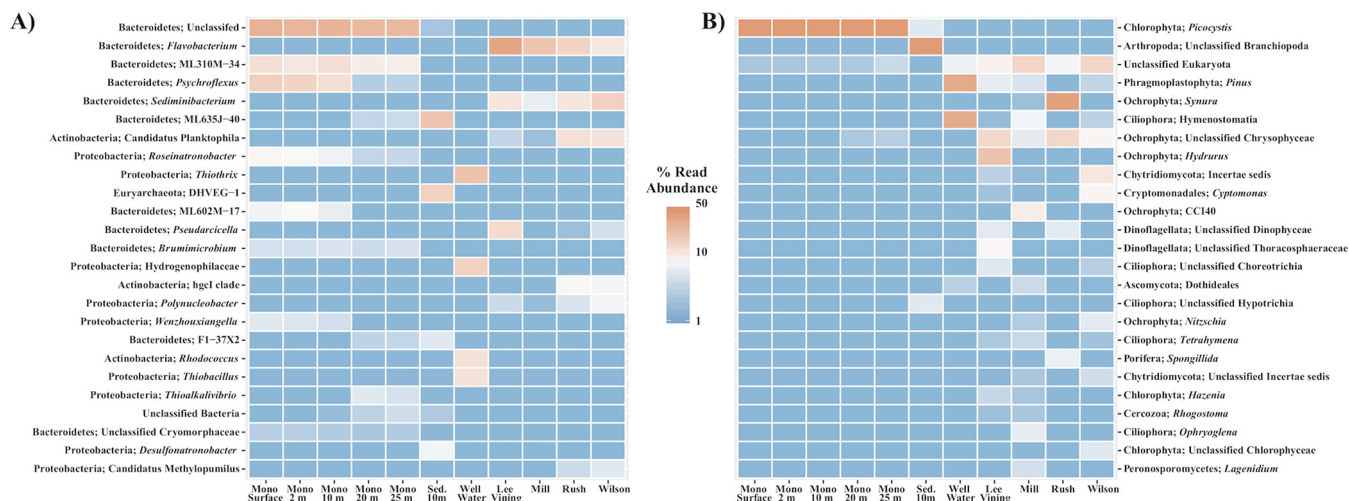 A)
Bacteroidetes; Unclassifed
Bacteroidetes; Flavobacterium
Bacteroidetes; ML310M−34
Bacteroidetes; Psychroflexus
Bacteroidetes; Sediminibacterium
Bacteroidetes; ML635J−40
Actinobacteria; Candidatus Planktophila
Proteobacteria; Roseinatronobacter
Proteobacteria; Thiothrix
Euryarchaeota; DHVEG−1
Bacteroidetes; ML602M−17
Bacteroidetes; Pseudarcicella
Bacteroidetes; Brumimicrobium
Proteobacteria; Hydrogenophilaceae
Actinobacteria; hgcI clade
Proteobacteria; Polynucleobacter
Proteobacteria; Wenzhouxiangella
Bacteroidetes; F1−37X2
Actinobacteria; Rhodococcus
Proteobacteria; Thiobacillus
Proteobacteria; Thioalkalivibrio
Unclassified Bacteria
Bacteroidetes; Unclassified Cryomorphaceae
Proteobacteria; Desulfonatronobacter
Proteobacteria; Candidatus Methylopumilus
Mono Mono Mono Mono Mono Sed. Well Lee Mill Rush Wilson
Surface 2 m 10 m 20 m 25 m 10m Water Vining
% Read
Abundance
50
10
1
B)
Chlorophyta; Picocystis
Arthropoda; Unclassified Branchiopoda
Unclassified Eukaryota
Phragmoplastophyta; Pinus
Ochrophyta; Synura
Ciliophora; Hymenostomatia
Ochrophyta; Unclassified Chrysophyceae
Ochrophyta; Hydrurus
Chytridiomycota; Incertae sedis
Cryptomonadales; Cyptomonas
Ochrophyta; CCI40
Dinoflagellata; Unclassified Dinophyceae
Dinoflagellata; Unclassified Thoracosphaeraceae
Ciliophora; Unclassified Choreotrichia
Ascomycota; Dothideales
Ciliophora; Unclassified Hypotrichia
Ochrophyta; Nitzschia
Ciliophora; Tetrahymena
Porifera; Spongillida
Chytridiomycota; Unclassified Incertae sedis
Chlorophyta; Hazenia
Cercozoa; Rhogostoma
Ciliophora; Ophryoglena
Chlorophyta; Unclassified Chlorophyceae
Peronosporomycetes; Lagenidium
Mono Mono Mono Mono Mono Sed. Well Lee Mill Rush Wilson
Surface 2 m 10 m 20 m 25 m 10m Water Vining